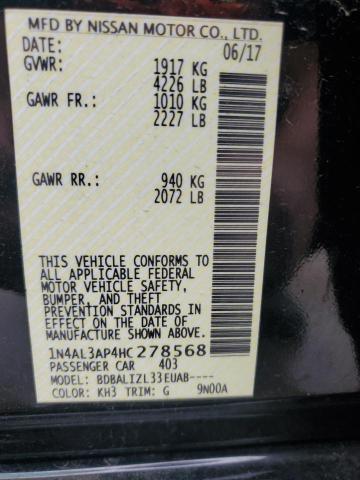 MFD BY NISSAN MOTOR CO., LTD.
DATE: 06/17
GVWR: 1917 KG
4226 LB
GAWR FR.: 1010 KG
2227 LB
GAWR RR.: 940 KG
2072 LB
THIS VEHICLE CONFORMS TO
ALL APPLICABLE FEDERAL
MOTOR VEHICLE SAFETY,
BUMPER, AND THEFT
PREVENTION STANDARDS IN
EFFECT ON THE DATE OF
MANUFACTURE SHOWN ABOVE.
1N4AL3AP4HC278568
PASSENGER CAR 403
MODEL: BDBALIZL33EUAB----
COLOR: KH3 TRIM: G 9N00A